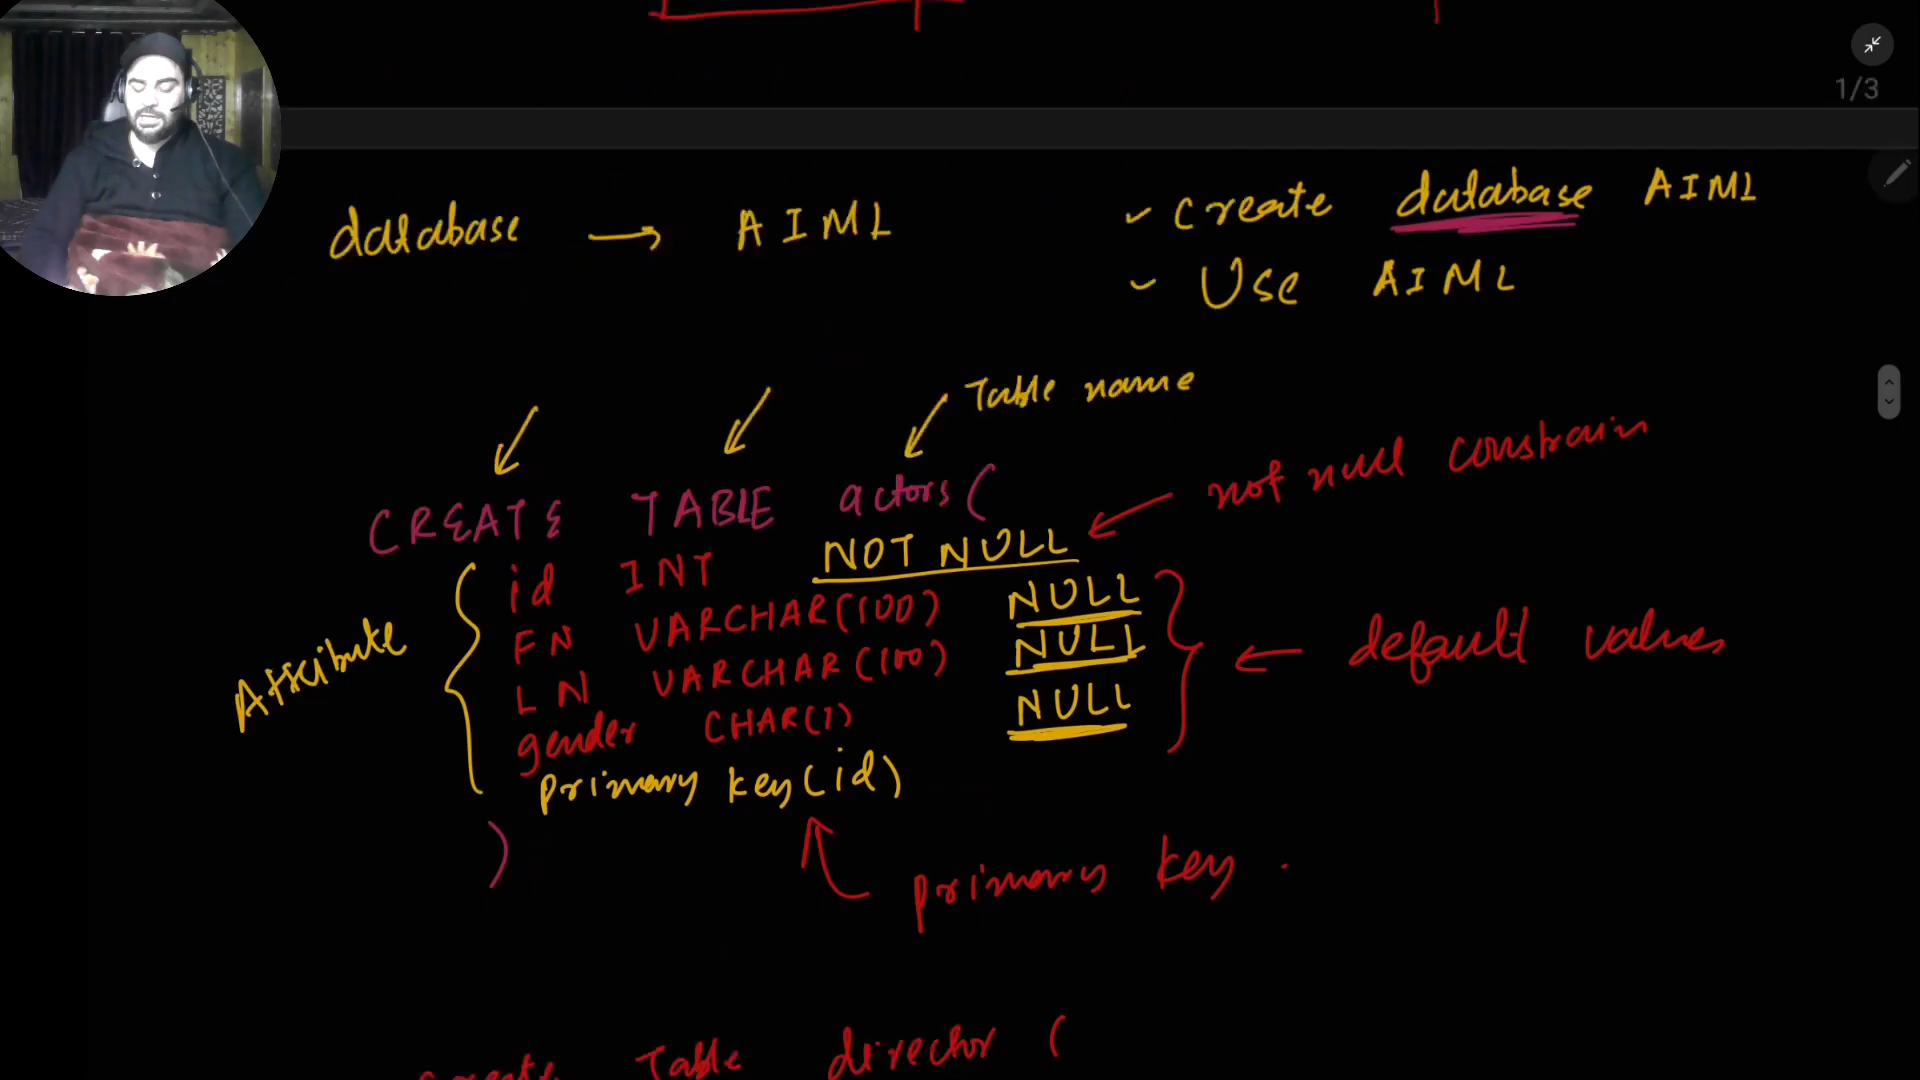 1/3
database → AIML
✓ create database AIML
✓ Use AIML
Table name
CREATE TABLE actors(
not null constrain
id INT NOT NULL
FN VARCHAR(100) NULL
LN VARCHAR(100) NULL
gender CHAR(1) NULL
primary key(id)
)
Attribute
← default values
primary key .
create Table director (